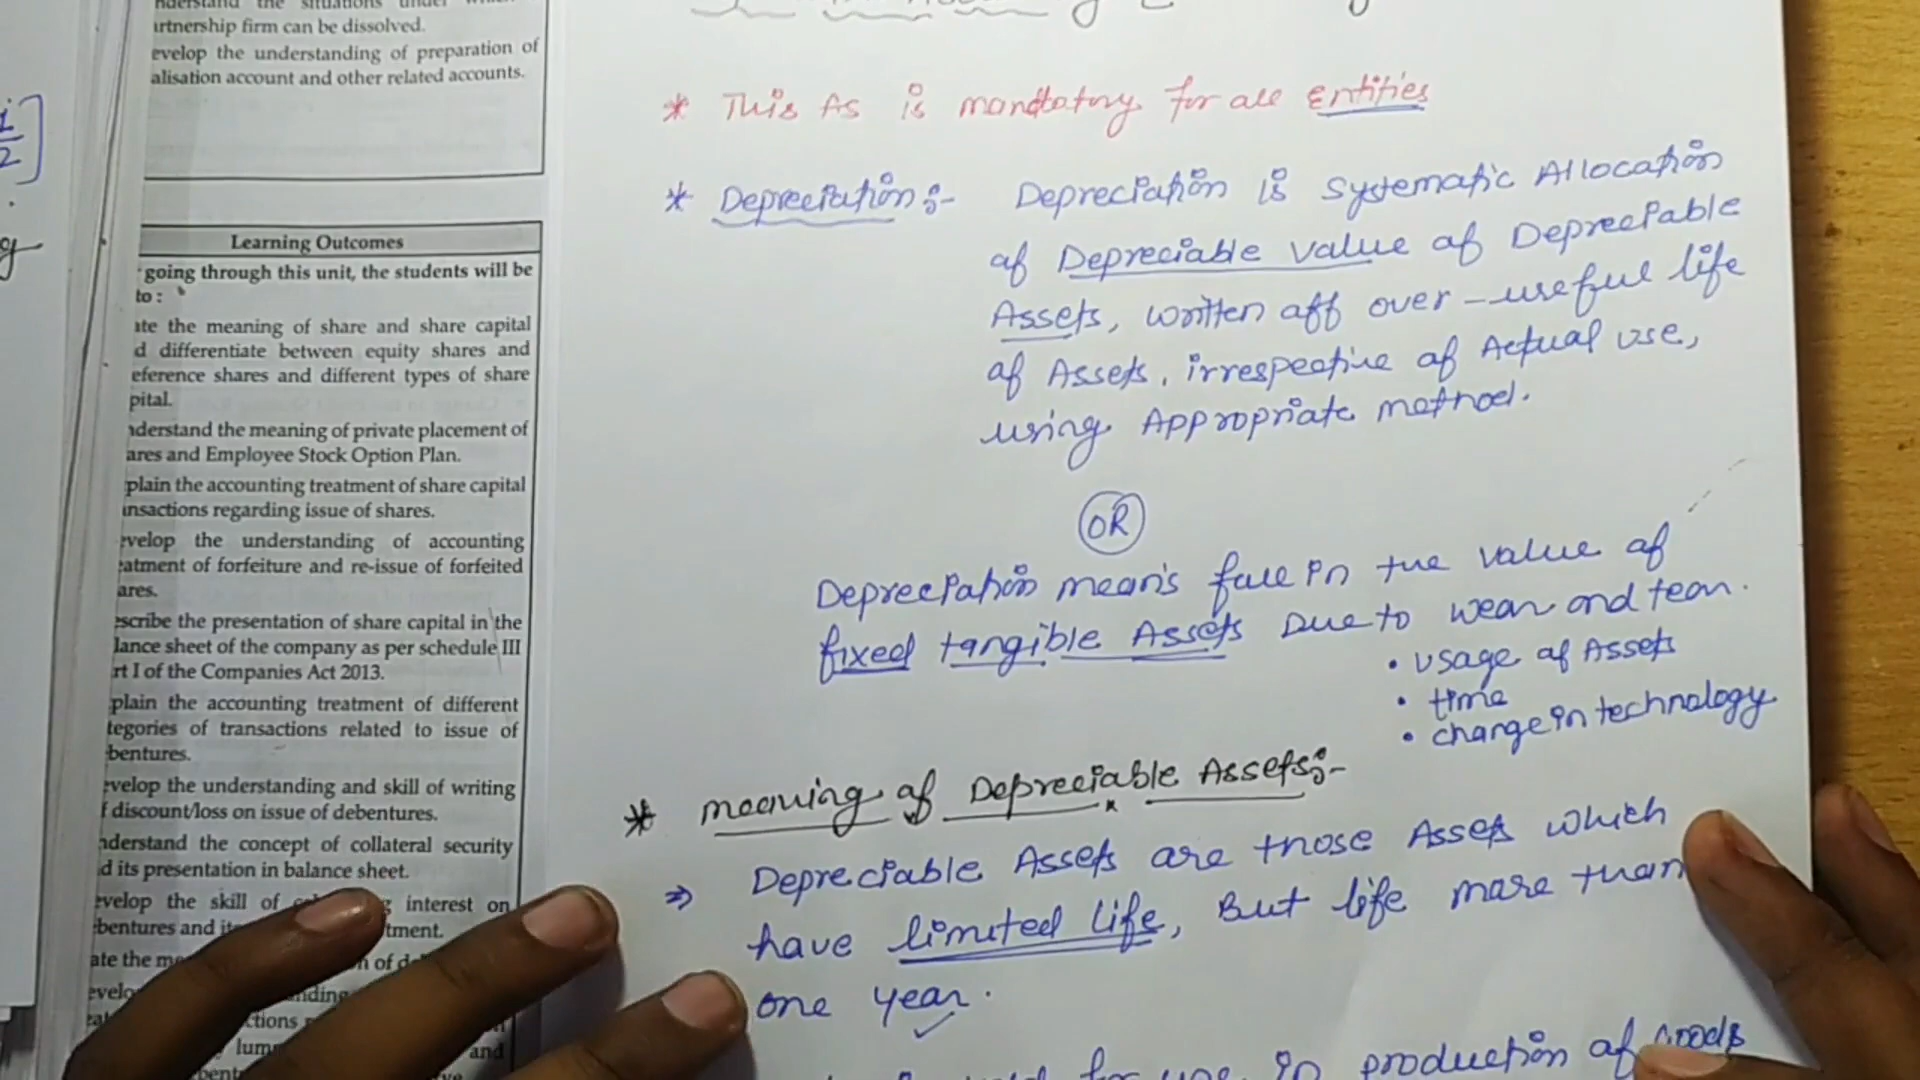 artnership firm can be dissolved.
evelop the understanding of preparation of
alisation account and other related accounts.
Learning Outcomes
going through this unit, the students will be
to :
ate the meaning of share and share capital
d differentiate between equity shares and
eference shares and different types of share
pital.
nderstand the meaning of private placement of
ares and Employee Stock Option Plan.
plain the accounting treatment of share capital
ansactions regarding issue of shares.
evelop the understanding of accounting
eatment of forfeiture and re-issue of forfeited
ares.
escribe the presentation of share capital in the
lance sheet of the company as per schedule III
rt I of the Companies Act 2013.
plain the accounting treatment of different
tegories of transactions related to issue of
bentures.
evelop the understanding and skill of writing
f discount/loss on issue of debentures.
nderstand the concept of collateral security
d its presentation in balance sheet.
evelop the skill of interest on
bentures and tment.
ate the of
and
* This As is mandatory for all Entities
* Depreciation :- Depreciation is Systematic Allocation
of Depreciable value of Depreciable
Assets, written off over - useful life
of Assets, irrespective of Actual use,
using Appropriate method.
OR
Depreciation means fall in the value of
fixed tangible Assets Due to wear and tear.
• usage of Assets
• time
• change in technology
* meaning of Depreciable Assets:-
⇒ Depreciable Assets are those Assets which
have limited life, But life more than
one year.
for use in production of Goods